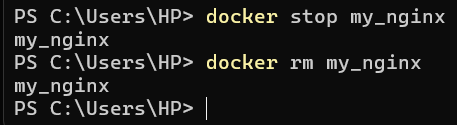 PS C:\Users\HP> docker stop my_nginx
my_nginx
PS C:\Users\HP> docker rm my_nginx
my_nginx
PS C:\Users\HP>